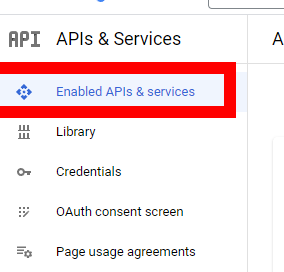 API APIs & Services
A
Enabled APIs & services
Library
Credentials
OAuth consent screen
Page usage agreements